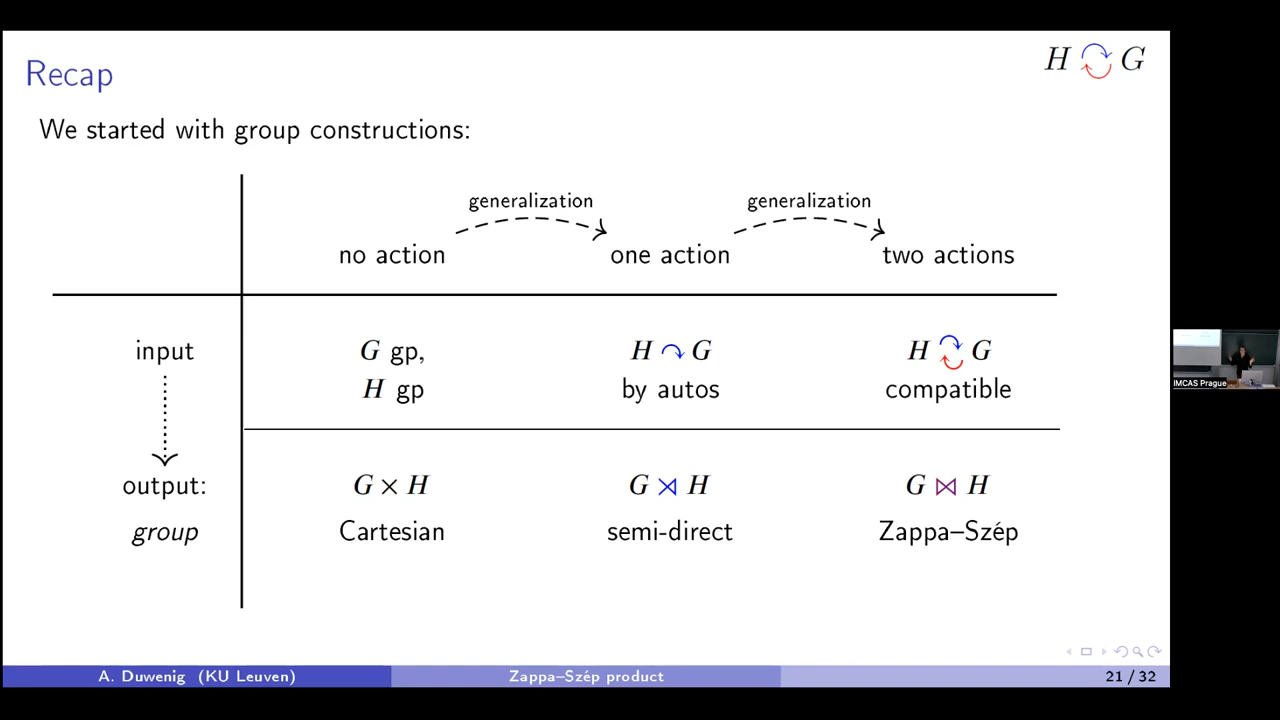 Recap
H G
We started with group constructions:
generalization generalization
no action one action two actions
input G gp, H ↷ G H G
H gp by autos compatible
output: G × H G ⋊ H G ⋈ H
group Cartesian semi-direct Zappa–Szép
IMCAS Prague
A. Duwenig (KU Leuven) Zappa–Szép product 21 / 32